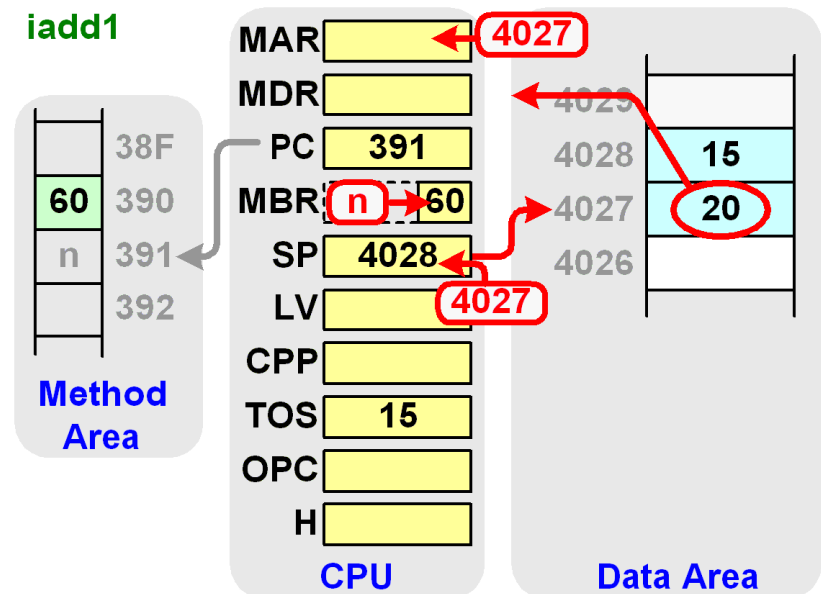 iadd1
38F
60 390
n 391
392
Method
Area
MAR 4027
MDR
PC 391
MBR n 60
SP 4028
4027
LV
CPP
TOS 15
OPC
H
CPU
4029
4028 15
4027 20
4026
Data Area